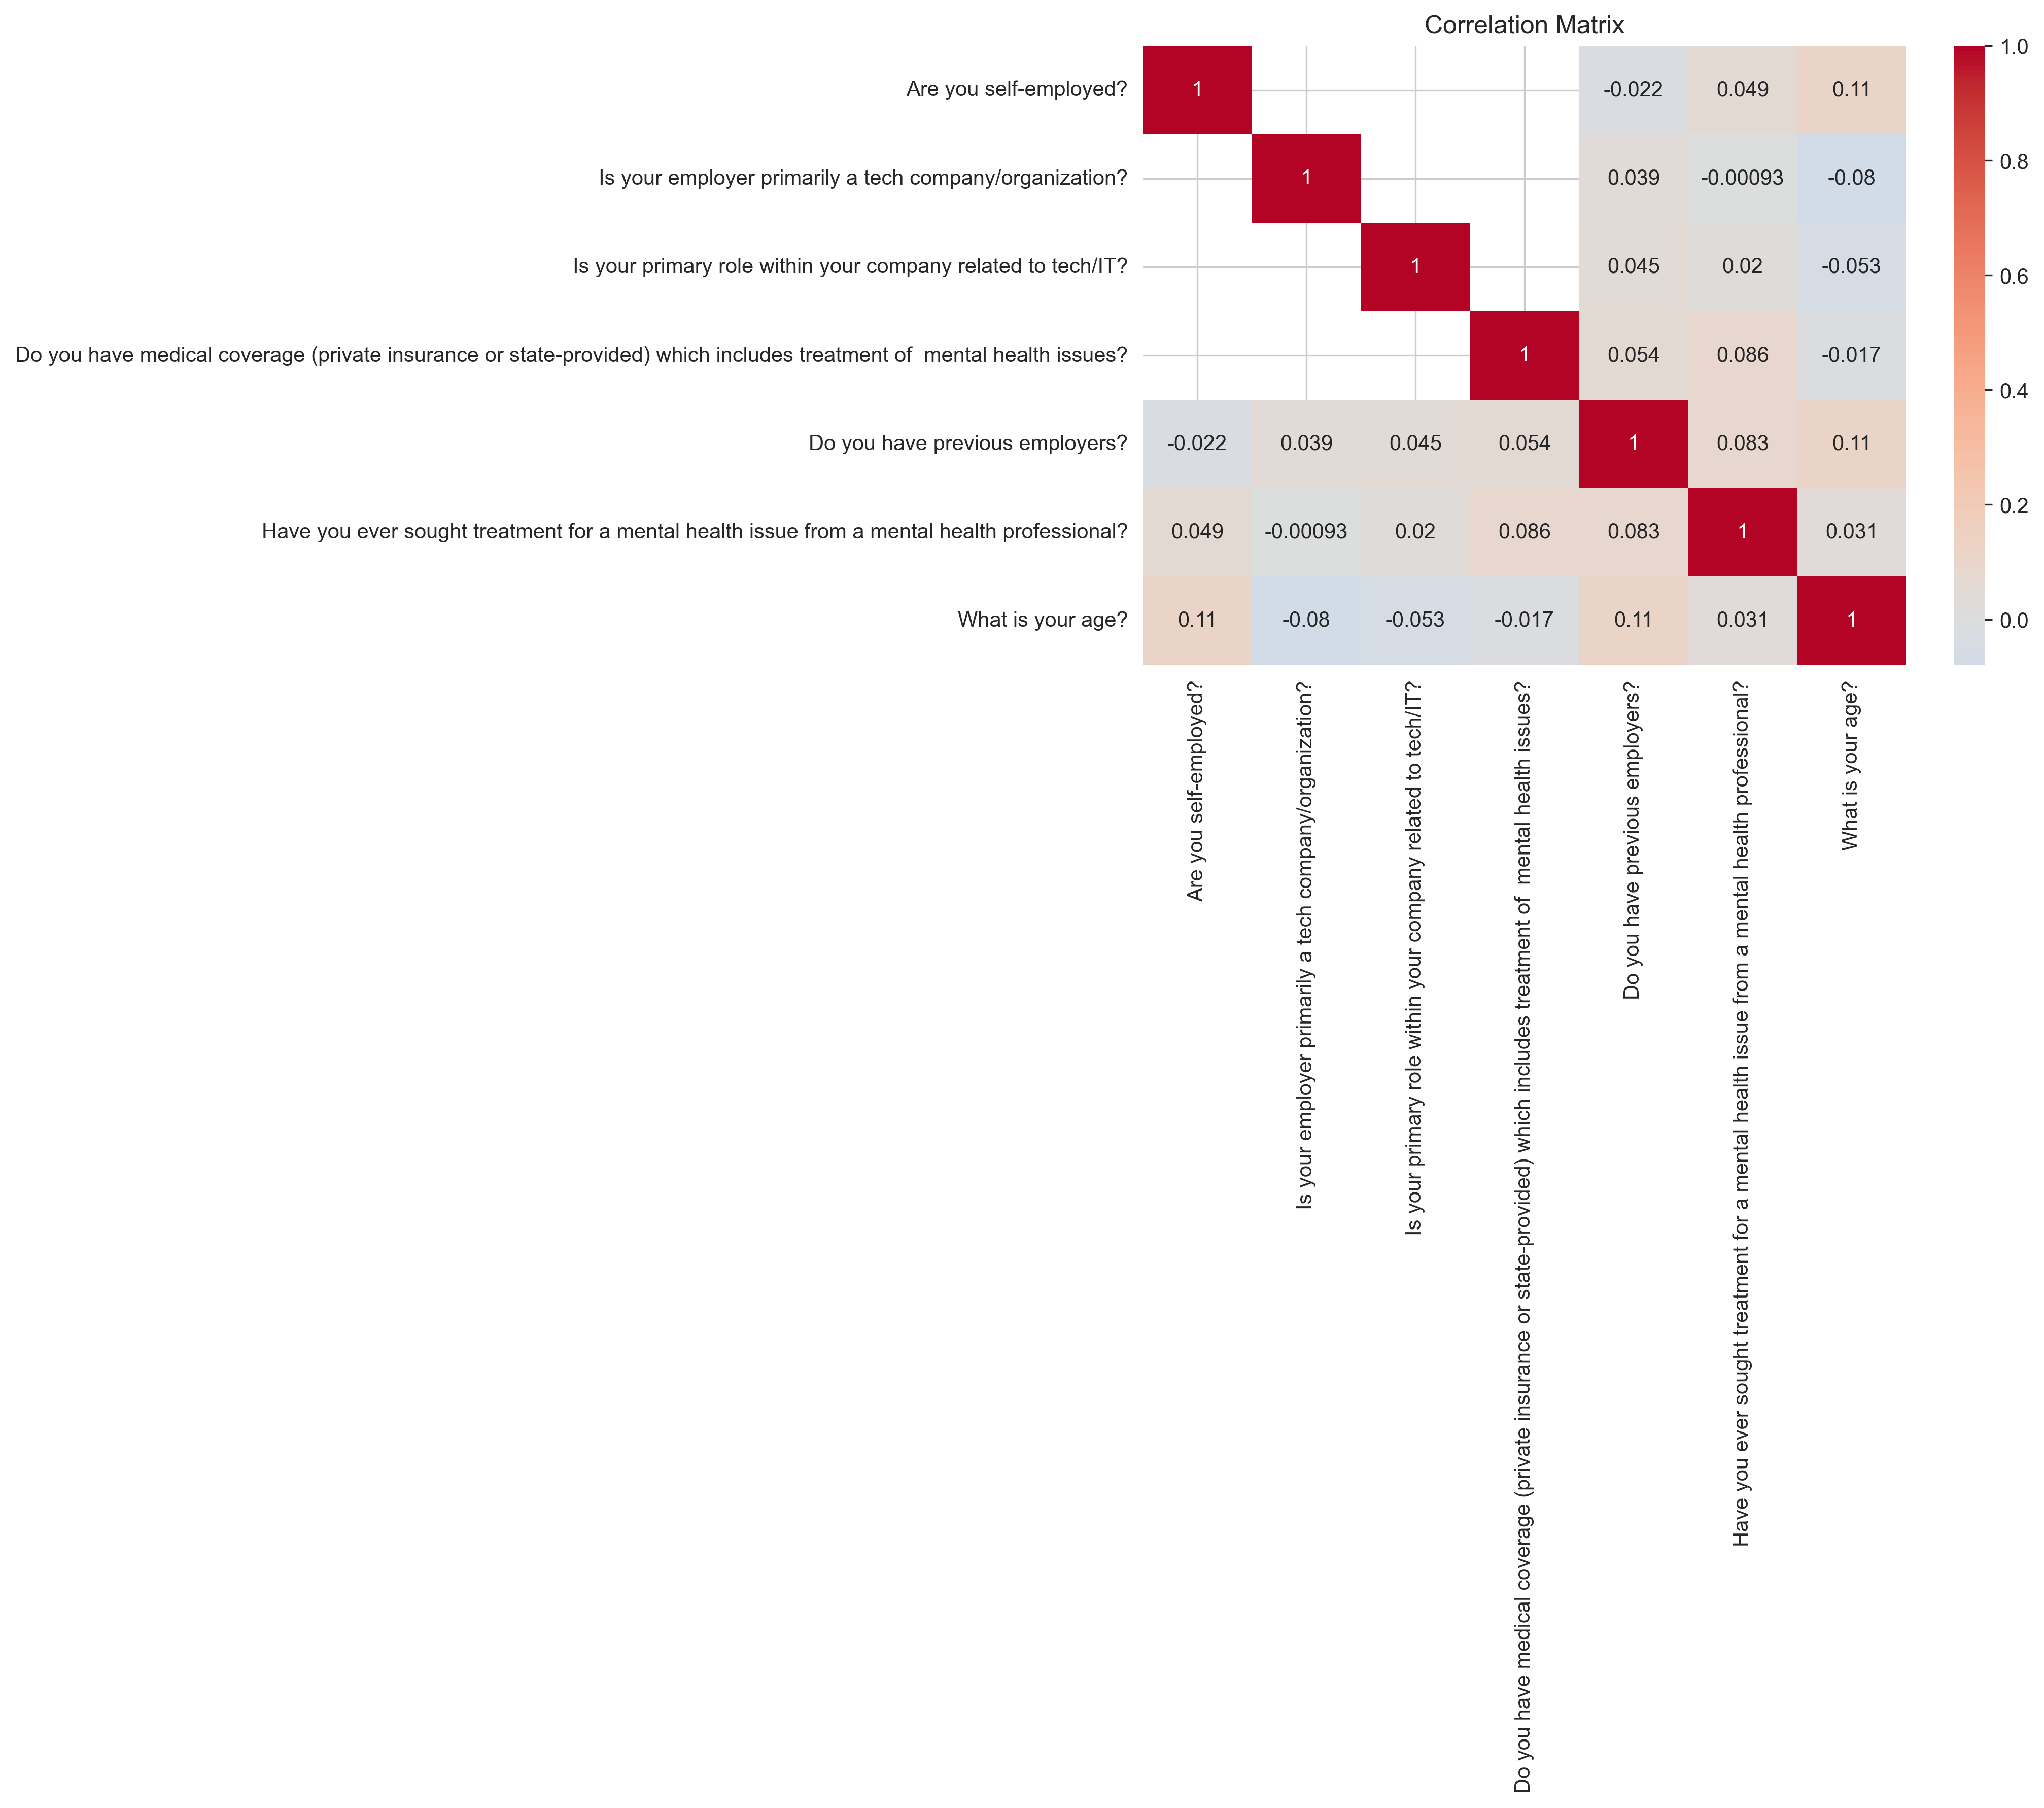 Correlation Matrix
Are you self-employed? 1 -0.022 0.049 0.11
Is your employer primarily a tech company/organization? 1 0.039 -0.00093 -0.08
Is your primary role within your company related to tech/IT? 1 0.045 0.02 -0.053
Do you have medical coverage (private insurance or state-provided) which includes treatment of  mental health issues? 1 0.054 0.086 -0.017
Do you have previous employers? -0.022 0.039 0.045 0.054 1 0.083 0.11
Have you ever sought treatment for a mental health issue from a mental health professional? 0.049 -0.00093 0.02 0.086 0.083 1 0.031
What is your age? 0.11 -0.08 -0.053 -0.017 0.11 0.031 1
Are you self-employed?
Is your employer primarily a tech company/organization?
Is your primary role within your company related to tech/IT?
Do you have medical coverage (private insurance or state-provided) which includes treatment of  mental health issues?
Do you have previous employers?
Have you ever sought treatment for a mental health issue from a mental health professional?
What is your age?
1.0
0.8
0.6
0.4
0.2
0.0